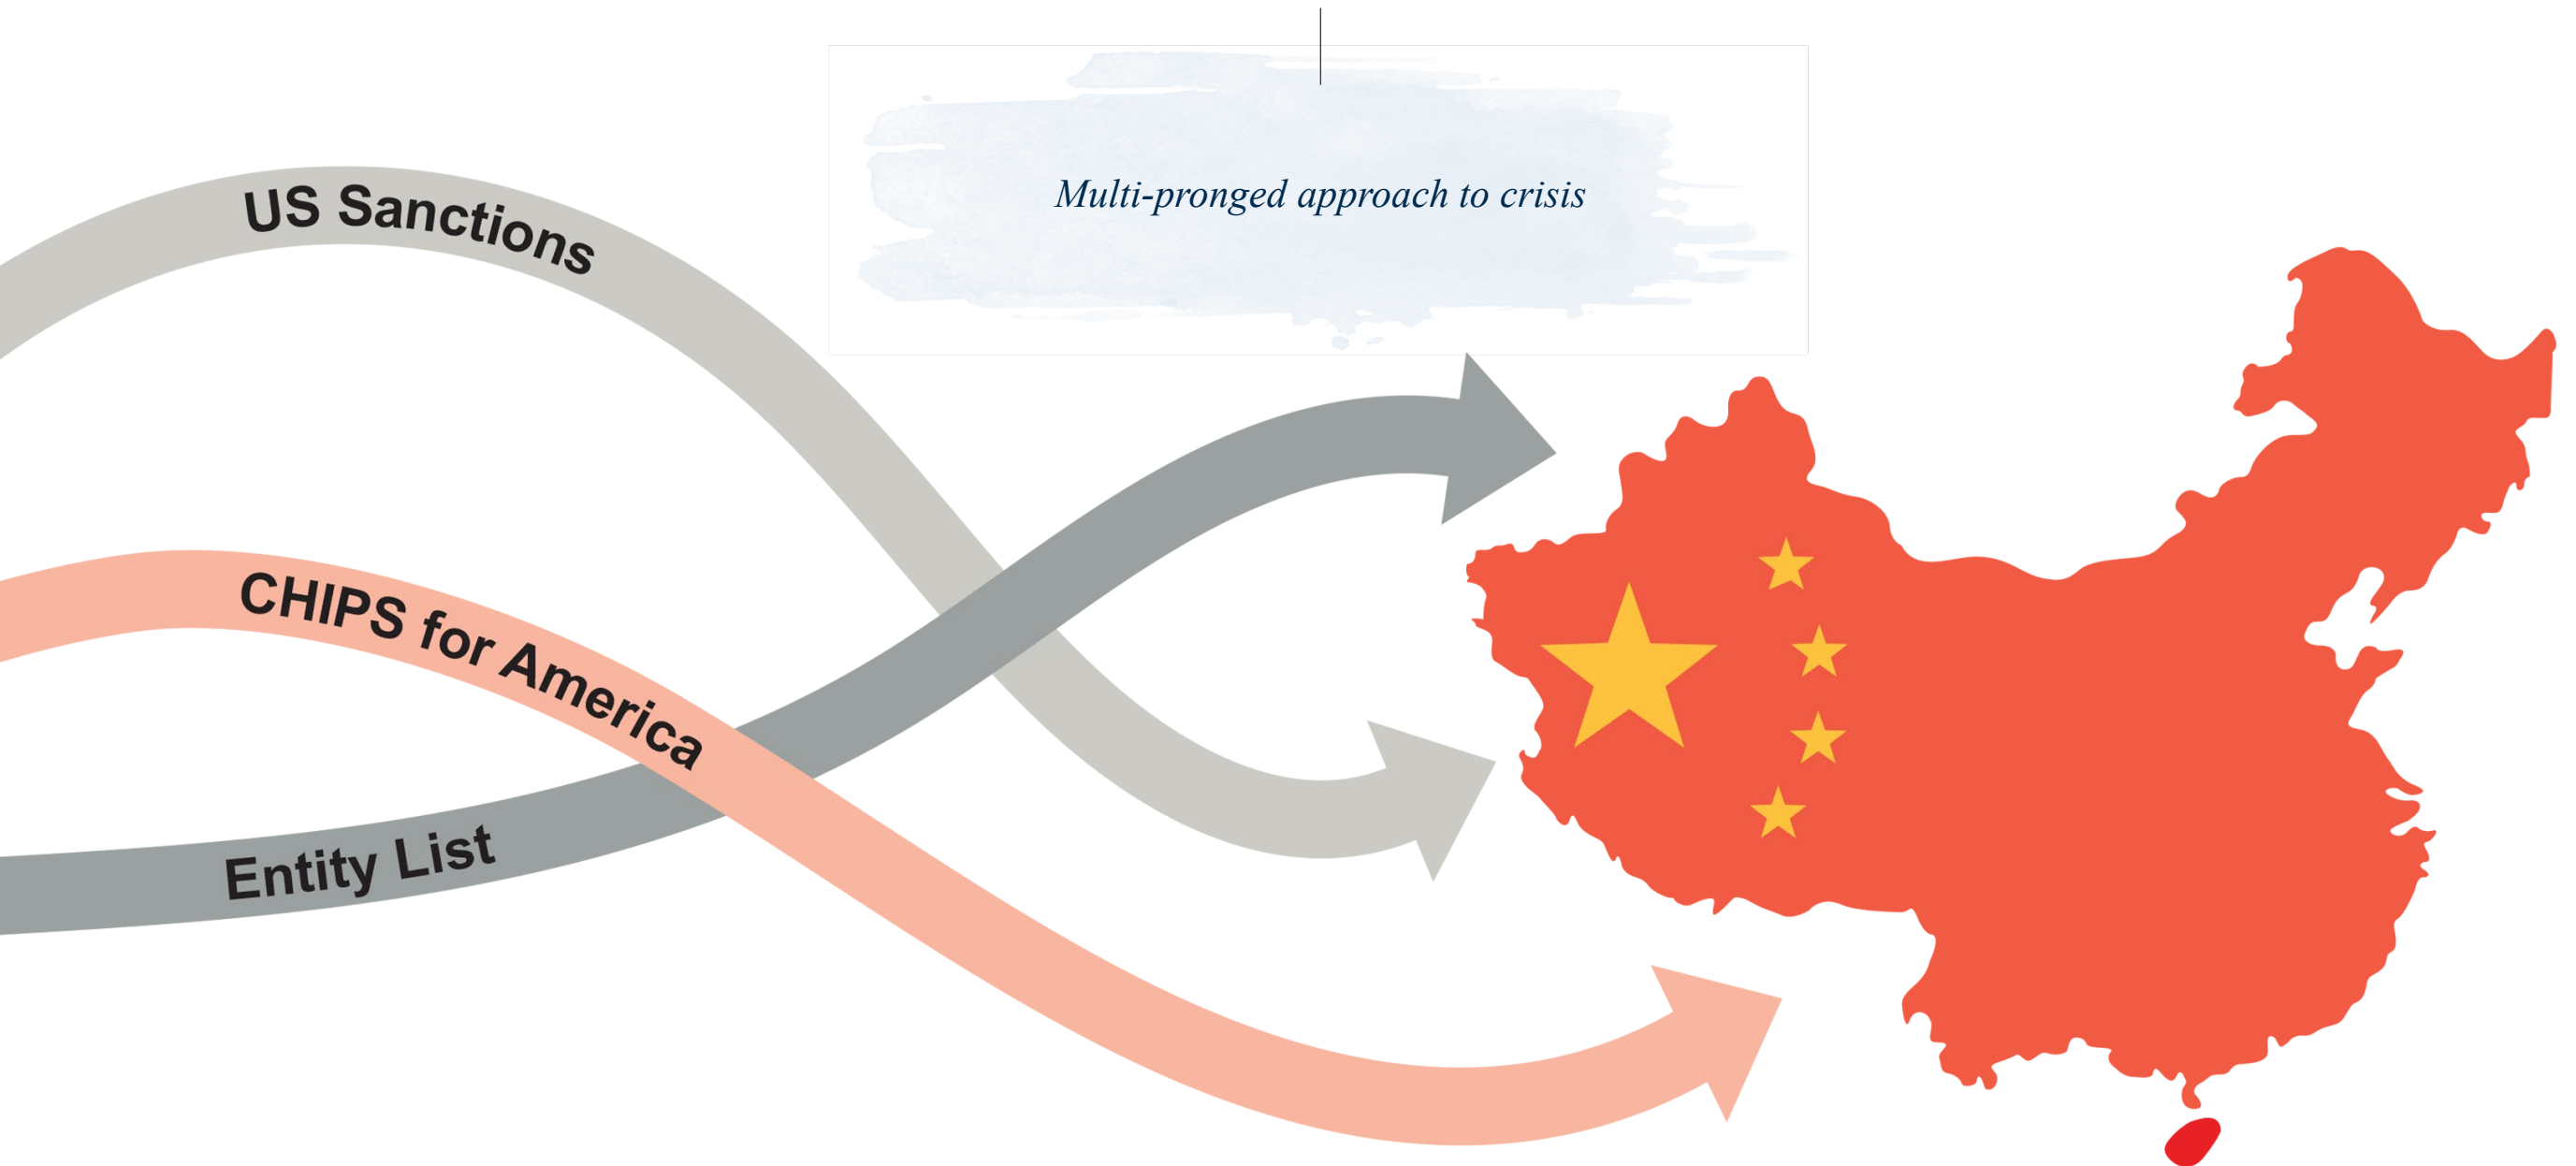 Multi-pronged approach to crisis
US Sanctions
CHIPS for America
Entity List